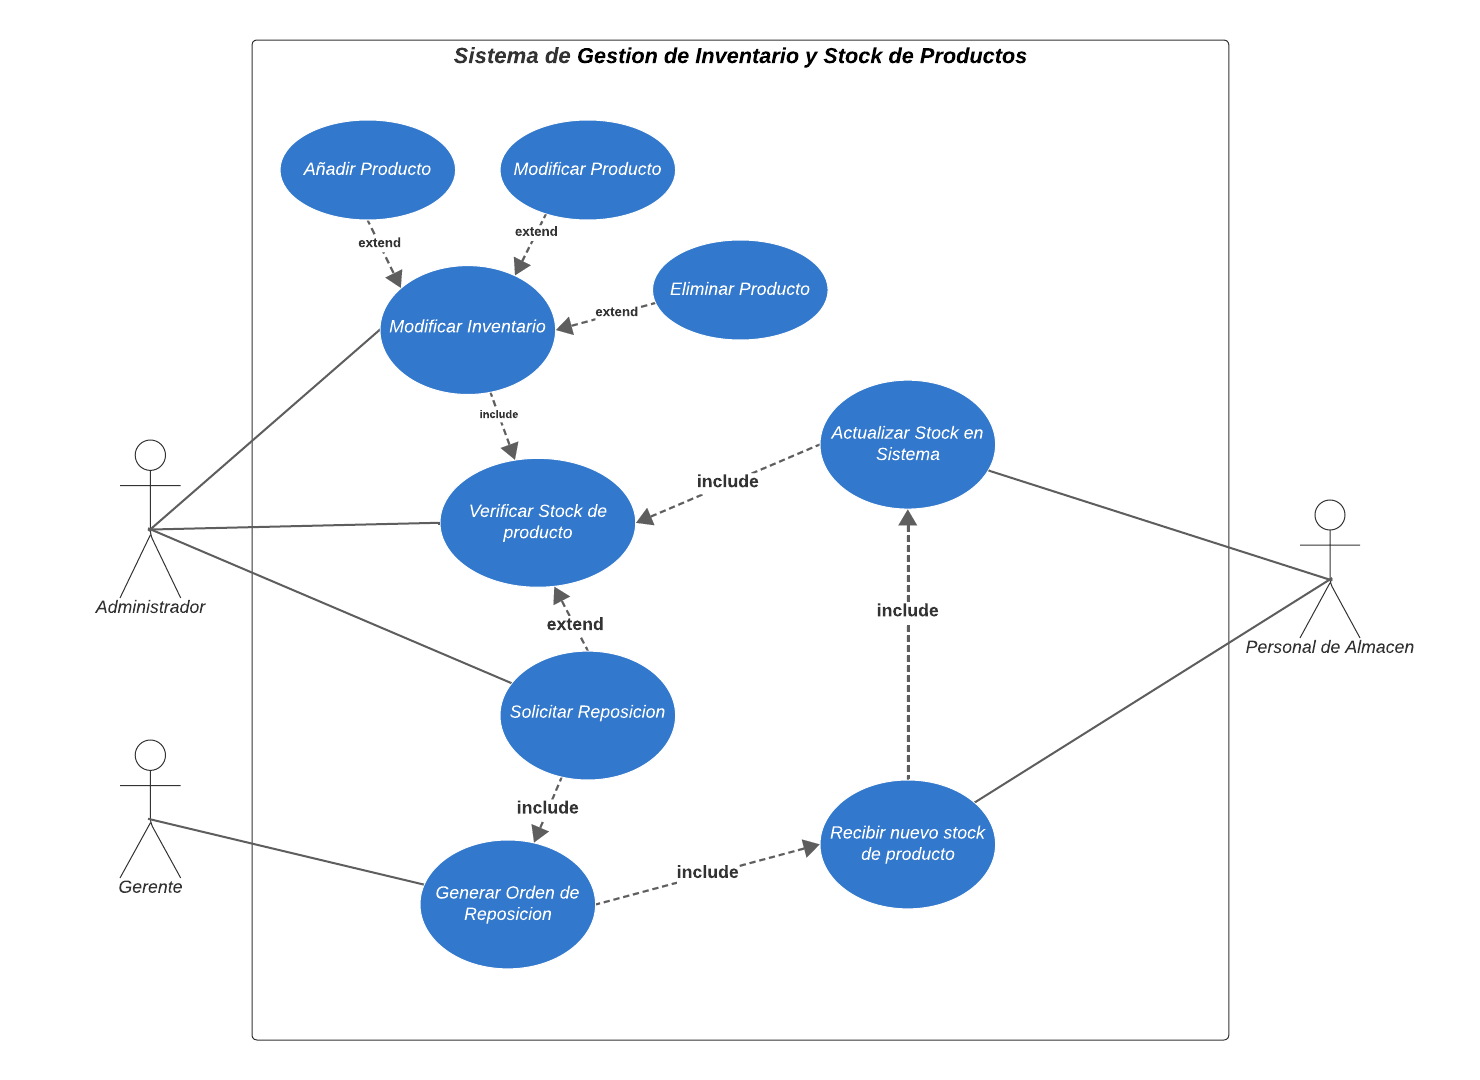 Sistema de Gestion de Inventario y Stock de Productos
Añadir Producto
Modificar Producto
extend
extend
Eliminar Producto
extend
Modificar Inventario
include
Actualizar Stock en
Sistema
include
Verificar Stock de
producto
Administrador
extend
include
Personal de Almacen
Solicitar Reposicion
include
Recibir nuevo stock
de producto
include
Gerente
Generar Orden de
Reposicion